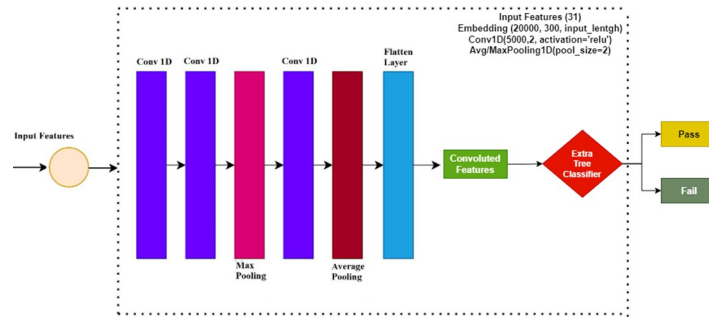 Input Features (31)
Embedding (20000, 300, input_lentgh)
Conv1D(5000,2, activation='relu')
Avg/MaxPooling1D(pool_size=2)
Flatten
Layer
Conv 1D
Conv 1D
Conv 1D
Input Features
Convoluted
Features
Extra
Tree
Classifier
Pass
Fail
Max
Pooling
Average
Pooling